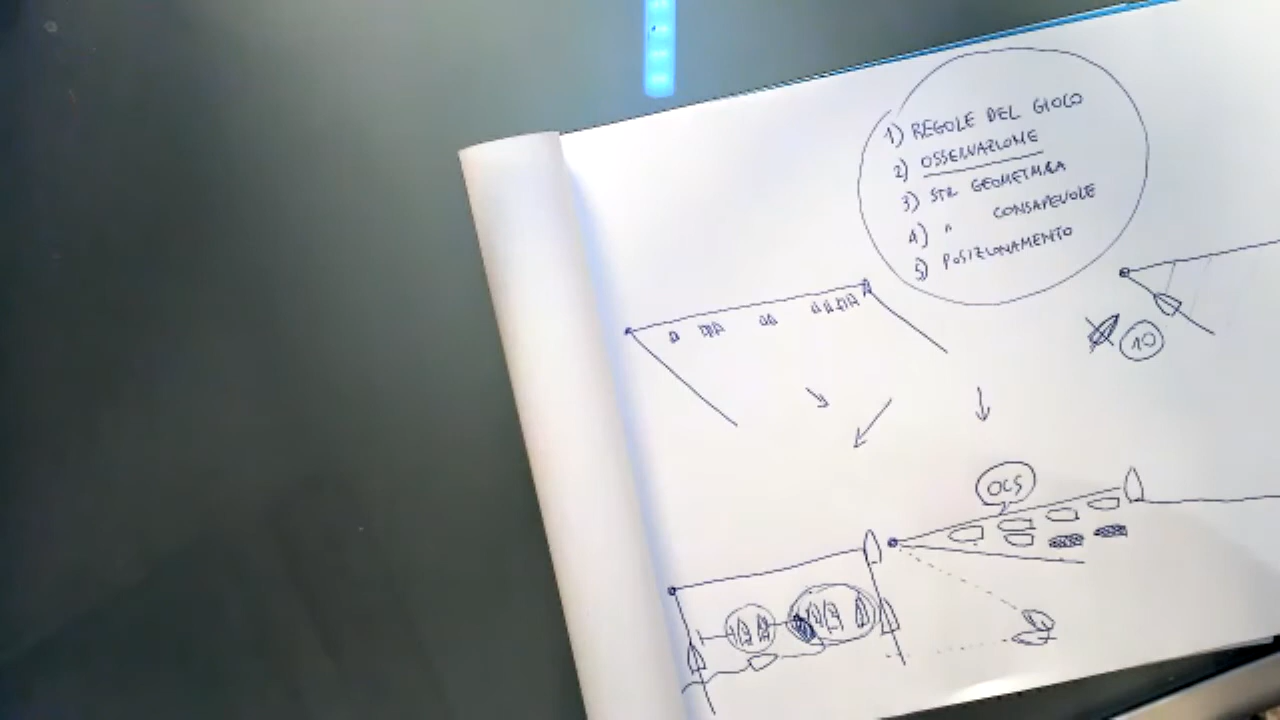 1) REGOLE DEL GIOCO
2) OSSERVAZIONE
3) STR GEOMETRICA
4) " CONSAPEVOLE
5) POSIZIONAMENTO
10
OCS